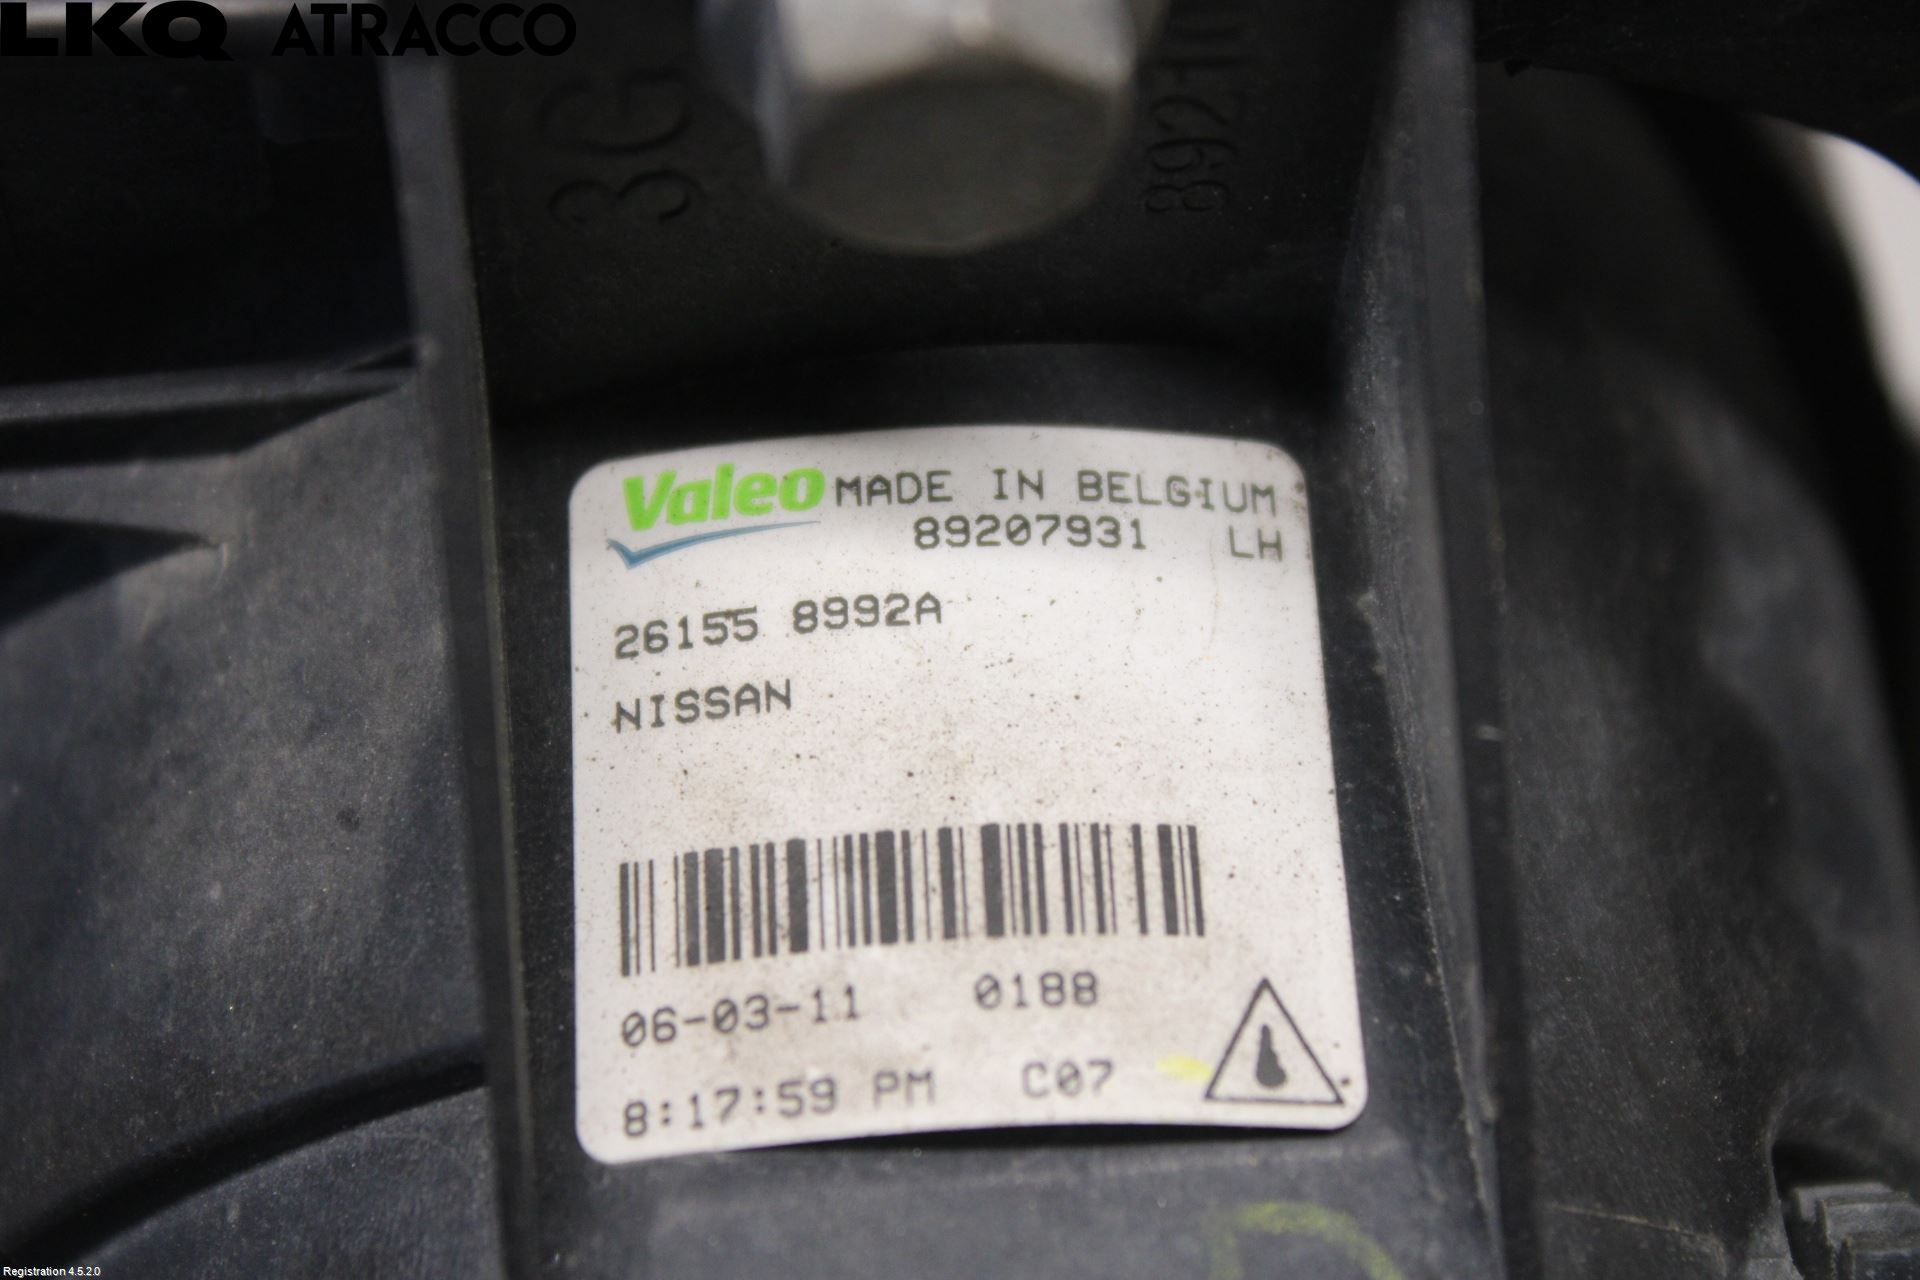 LKQ ATRACCO
3G
Valeo MADE IN BELGIUM
89207931 LH
26155 8992A
NISSAN
06-03-11 0188
8:17:59 PM C07
Registration 4.5.2.0